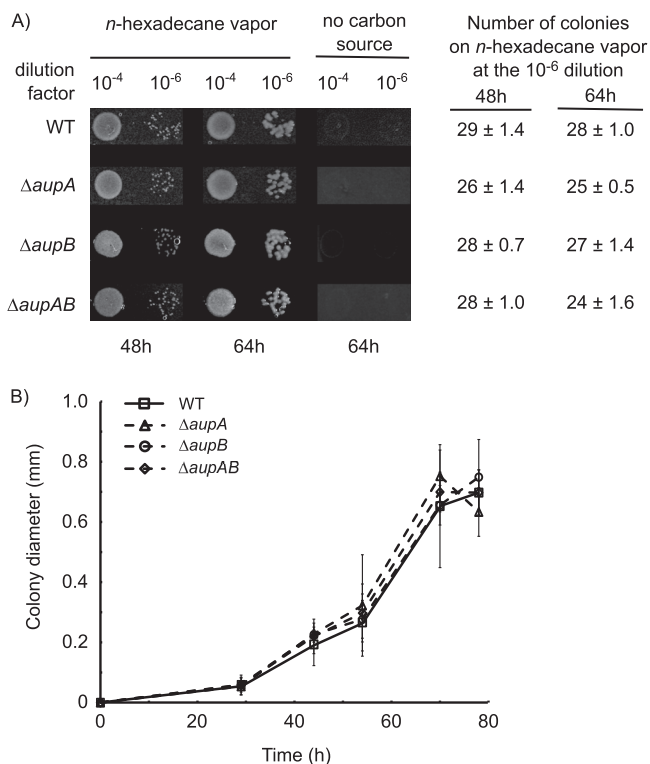 A)
n-hexadecane vapor
no carbon
source
Number of colonies
on n-hexadecane vapor
at the 10-6 dilution
dilution
factor
10-4 10-6 10-4 10-6 10-4 10-6
48h 64h
WT 29 ± 1.4 28 ± 1.0
ΔaupA 26 ± 1.4 25 ± 0.5
ΔaupB 28 ± 0.7 27 ± 1.4
ΔaupAB 28 ± 1.0 24 ± 1.6
48h 64h 64h
B)
WT
ΔaupA
ΔaupB
ΔaupAB
Colony diameter (mm)
1.0
0.8
0.6
0.4
0.2
0
0 20 40 60 80
Time (h)